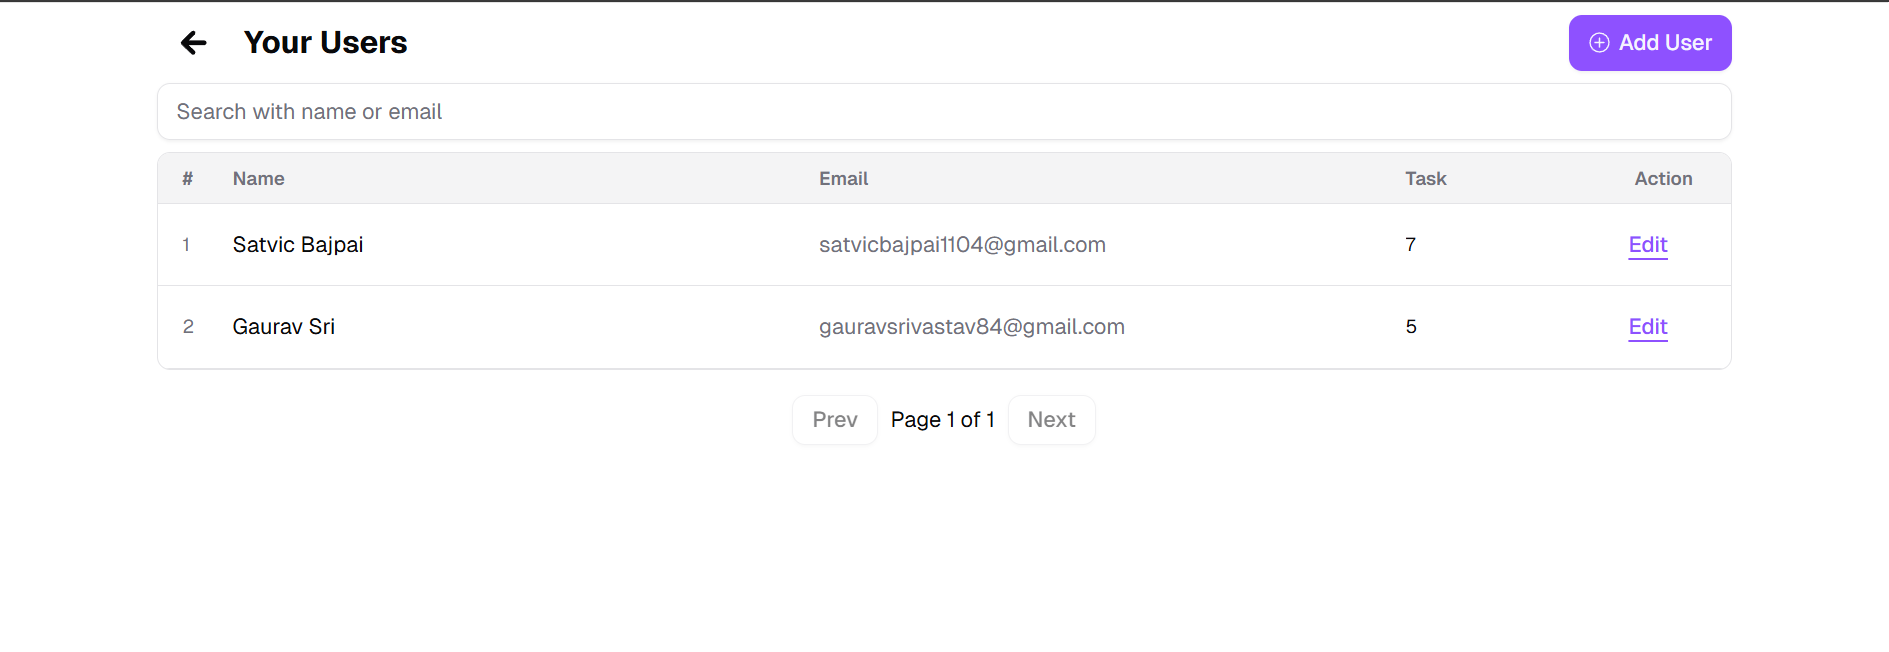 Your Users
Add User
Search with name or email
# Name Email Task Action
1 Satvic Bajpai satvicbajpai1104@gmail.com 7 Edit
2 Gaurav Sri gauravsrivastav84@gmail.com 5 Edit
Prev Page 1 of 1 Next